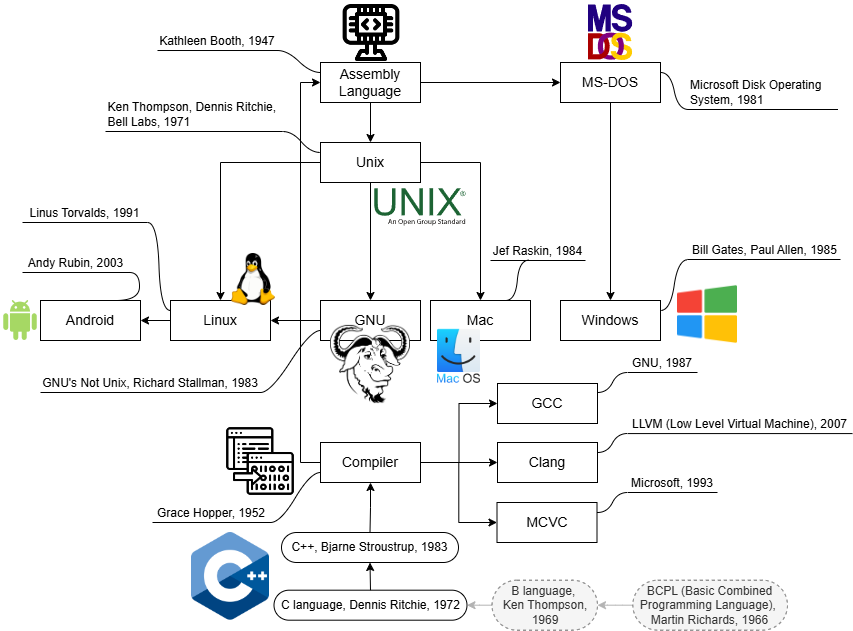 Kathleen Booth, 1947
MS
DOS
Assembly
Language
MS-DOS
Microsoft Disk Operating
System, 1981
Ken Thompson, Dennis Ritchie,
Bell Labs, 1971
Unix
UNIX®
An Open Group Standard
Linus Torvalds, 1991
Jef Raskin, 1984
Bill Gates, Paul Allen, 1985
Andy Rubin, 2003
Android
Linux
GNU
Mac
Windows
Mac OS
GNU's Not Unix, Richard Stallman, 1983
GNU, 1987
GCC
LLVM (Low Level Virtual Machine), 2007
Compiler
Clang
Microsoft, 1993
Grace Hopper, 1952
MCVC
C++, Bjarne Stroustrup, 1983
C++
C language, Dennis Ritchie, 1972
B language,
Ken Thompson,
1969
BCPL (Basic Combined
Programming Language),
Martin Richards, 1966